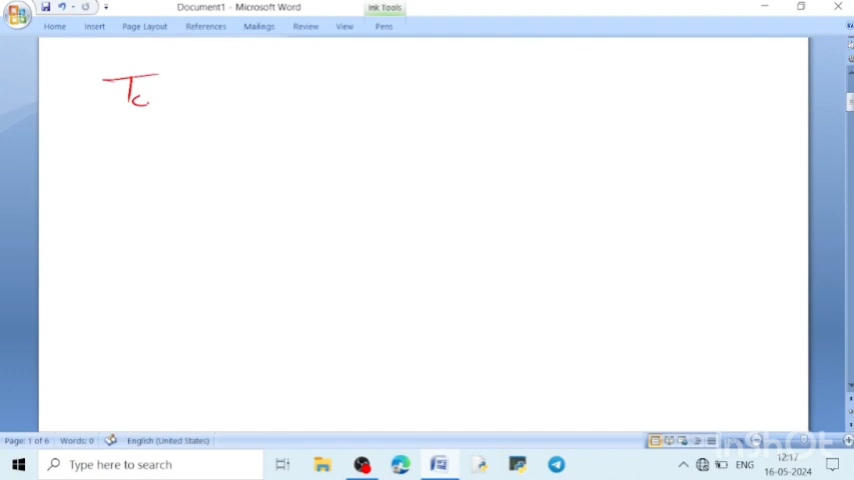 Document1 - Microsoft Word
Ink Tools
Home Insert Page Layout References Mailings Review View Pens
Tc
Page: 1 of 6 Words: 0 English (United States)
InShOt
Type here to search
ENG
12:17
16-05-2024